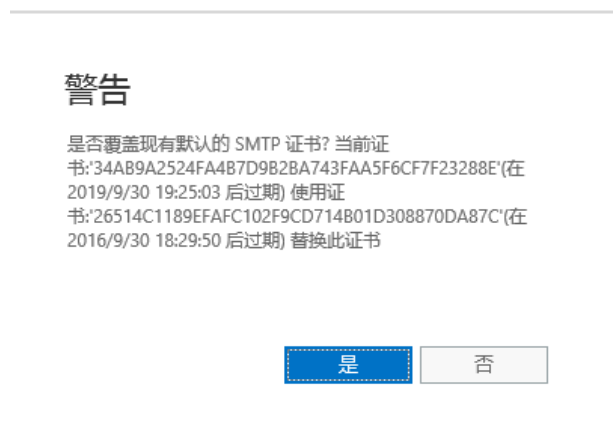 警告
是否覆盖现有默认的 SMTP 证书? 当前证
书:'34AB9A2524FA4B7D9B2BA743FAA5F6CF7F23288E'(在
2019/9/30 19:25:03 后过期) 使用证
书:'26514C1189EFAFC102F9CD714B01D308870DA87C'(在
2016/9/30 18:29:50 后过期) 替换此证书
是
否